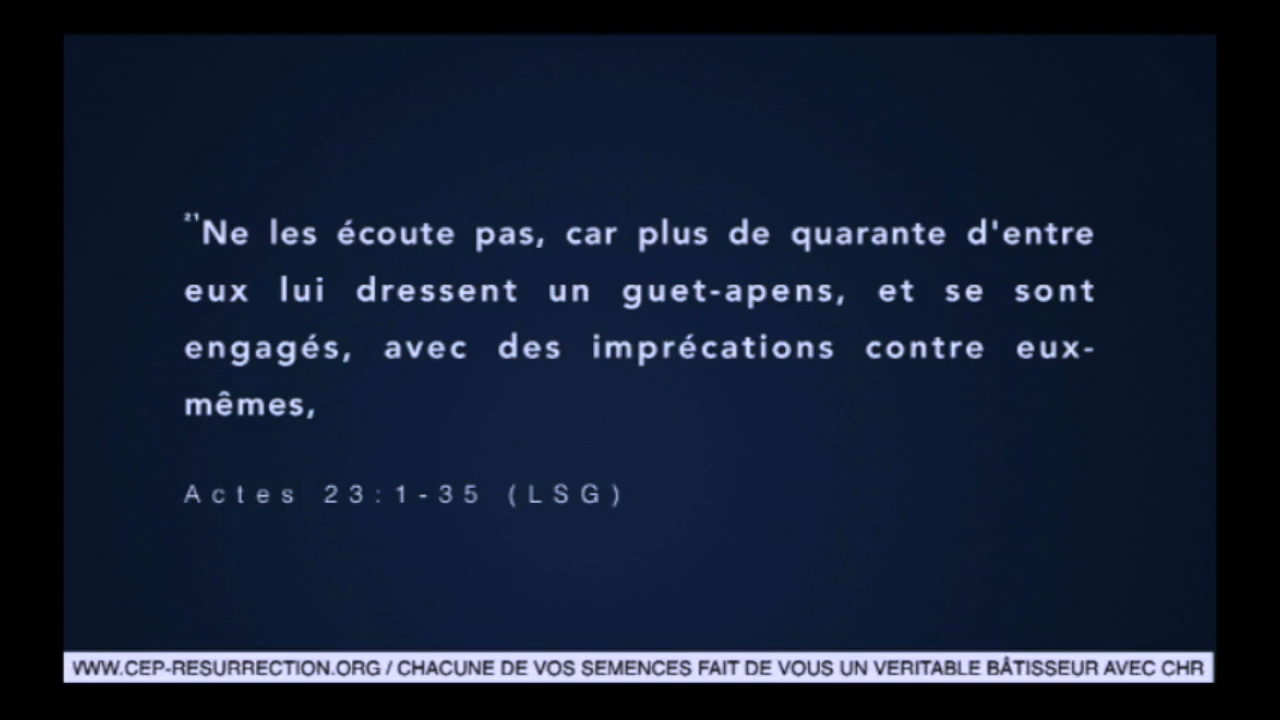 ²¹Ne les écoute pas, car plus de quarante d'entre
eux lui dressent un guet-apens, et se sont
engagés, avec des imprécations contre eux-
mêmes,
Actes 23:1-35 (LSG)
WWW.CEP-RESURRECTION.ORG / CHACUNE DE VOS SEMENCES FAIT DE VOUS UN VERITABLE BÂTISSEUR AVEC CHR